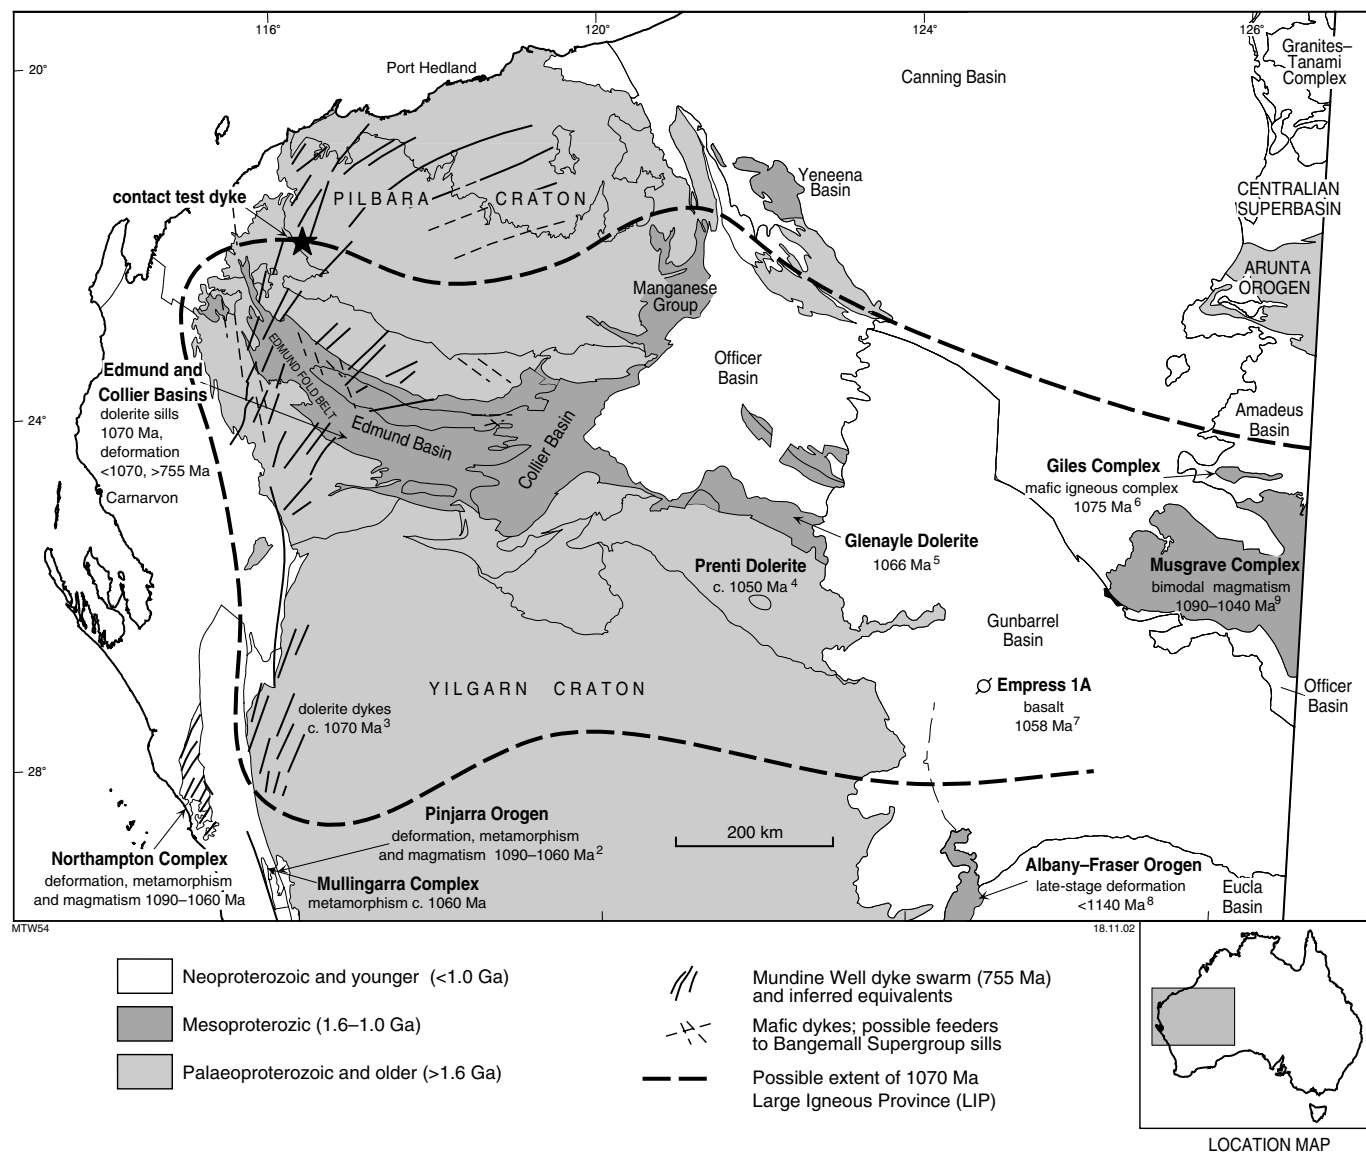 116°
120°
124°
126°
20°
24°
28°
Port Hedland
Canning Basin
Granites–
Tanami
Complex
contact test dyke
PILBARA CRATON
Yeneena
Basin
CENTRALIAN
SUPERBASIN
ARUNTA
OROGEN
Manganese
Group
Officer
Basin
Edmund and
Collier Basins
dolerite sills
1070 Ma,
deformation
<1070, >755 Ma
Carnarvon
EDMUND FOLD BELT
Edmund Basin
Collier Basin
Amadeus
Basin
Giles Complex
mafic igneous complex
1075 Ma 6
Glenayle Dolerite
1066 Ma 5
Prenti Dolerite
c. 1050 Ma 4
Musgrave Complex
bimodal magmatism
1090–1040 Ma9
Gunbarrel
Basin
YILGARN CRATON
Empress 1A
basalt
1058 Ma7
Officer
Basin
dolerite dykes
c. 1070 Ma3
Pinjarra Orogen
deformation, metamorphism
and magmatism 1090–1060 Ma2
200 km
Northampton Complex
deformation, metamorphism
and magmatism 1090–1060 Ma
Mullingarra Complex
metamorphism c. 1060 Ma
Albany–Fraser Orogen
late-stage deformation
<1140 Ma8
Eucla
Basin
MTW54
18.11.02
Neoproterozoic and younger (<1.0 Ga)
Mesoproterozic (1.6–1.0 Ga)
Palaeoproterozoic and older (>1.6 Ga)
Mundine Well dyke swarm (755 Ma)
and inferred equivalents
Mafic dykes; possible feeders
to Bangemall Supergroup sills
Possible extent of 1070 Ma
Large Igneous Province (LIP)
LOCATION MAP